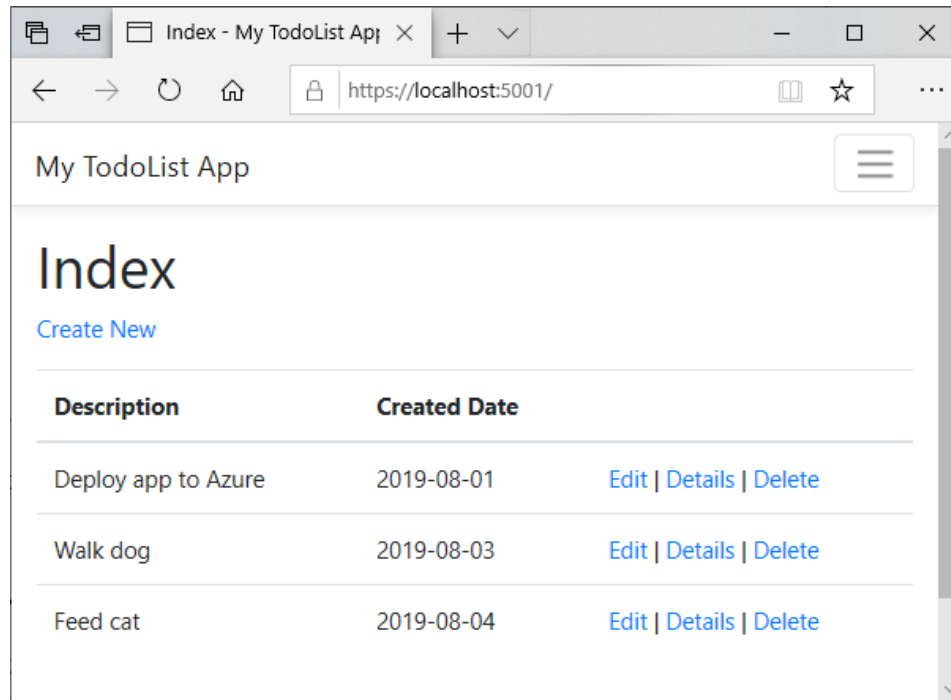 Index - My TodoList Ap
https://localhost:5001/
My TodoList App
Index
Create New
Description Created Date
Deploy app to Azure 2019-08-01 Edit | Details | Delete
Walk dog 2019-08-03 Edit | Details | Delete
Feed cat 2019-08-04 Edit | Details | Delete